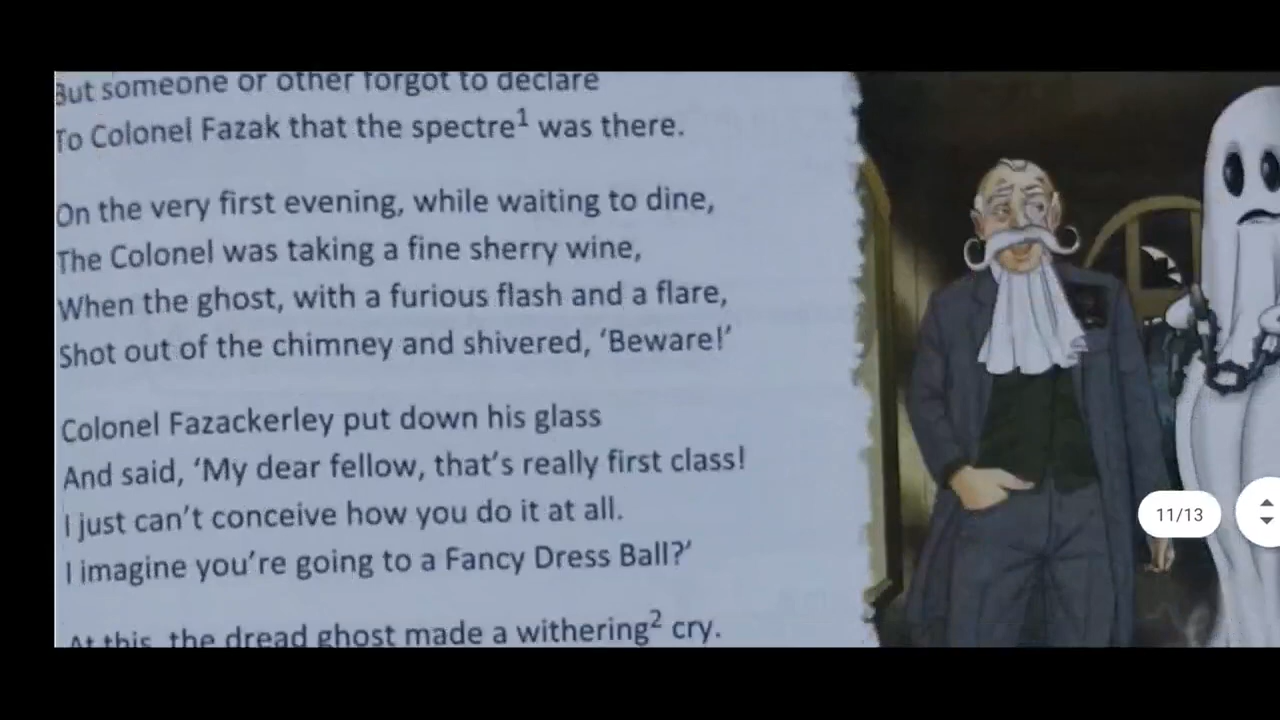 But someone or other forgot to declare
To Colonel Fazak that the spectre¹ was there.
On the very first evening, while waiting to dine,
The Colonel was taking a fine sherry wine,
When the ghost, with a furious flash and a flare,
Shot out of the chimney and shivered, ‘Beware!’
Colonel Fazackerley put down his glass
And said, ‘My dear fellow, that’s really first class!
I just can’t conceive how you do it at all.
I imagine you’re going to a Fancy Dress Ball?’
At this, the dread ghost made a withering² cry.
11/13